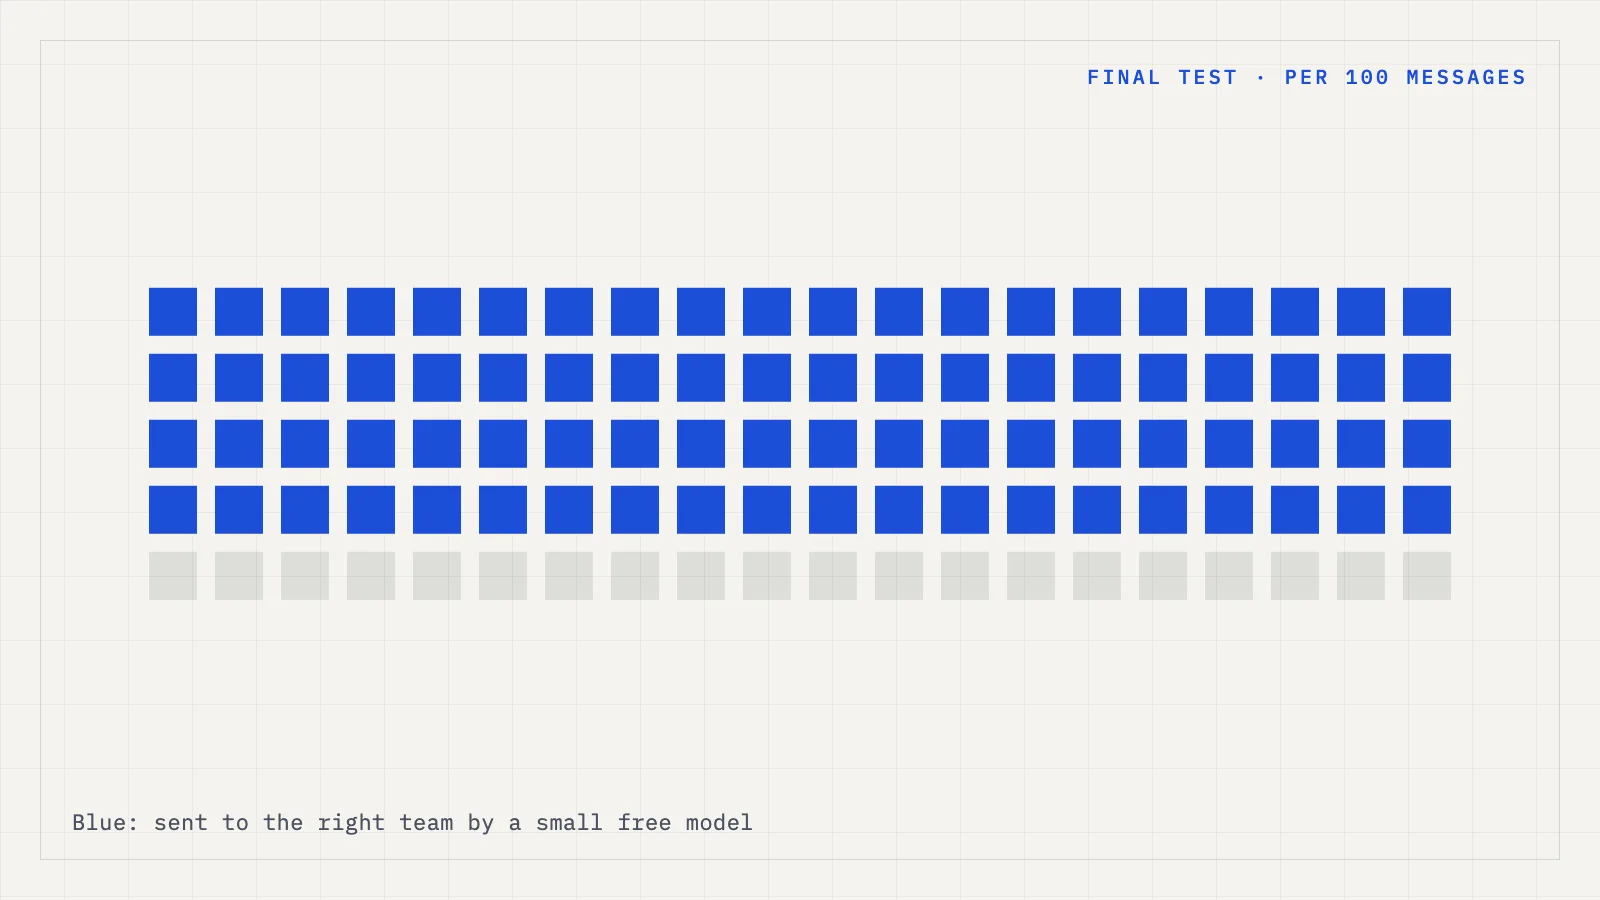 FINAL TEST · PER 100 MESSAGES
Blue: sent to the right team by a small free model